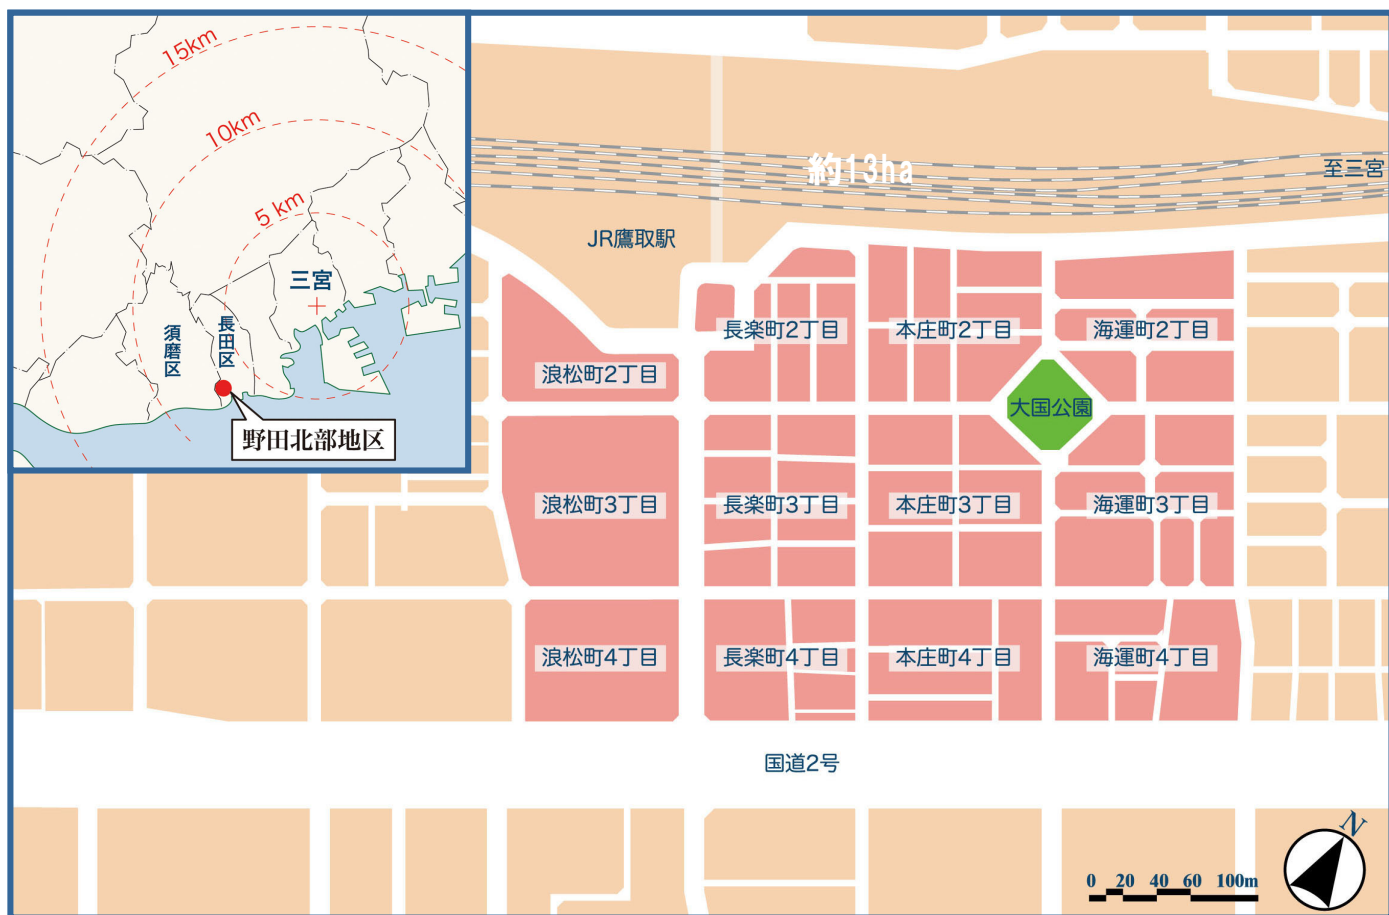 15km
10km
5 km
三宮
長田区
須磨区
野田北部地区
約13ha
至三宮
JR鷹取駅
長楽町2丁目
本庄町2丁目
海運町2丁目
浪松町2丁目
大国公園
浪松町3丁目
長楽町3丁目
本庄町3丁目
海運町3丁目
浪松町4丁目
長楽町4丁目
本庄町4丁目
海運町4丁目
国道2号
N
0 20 40 60 100m